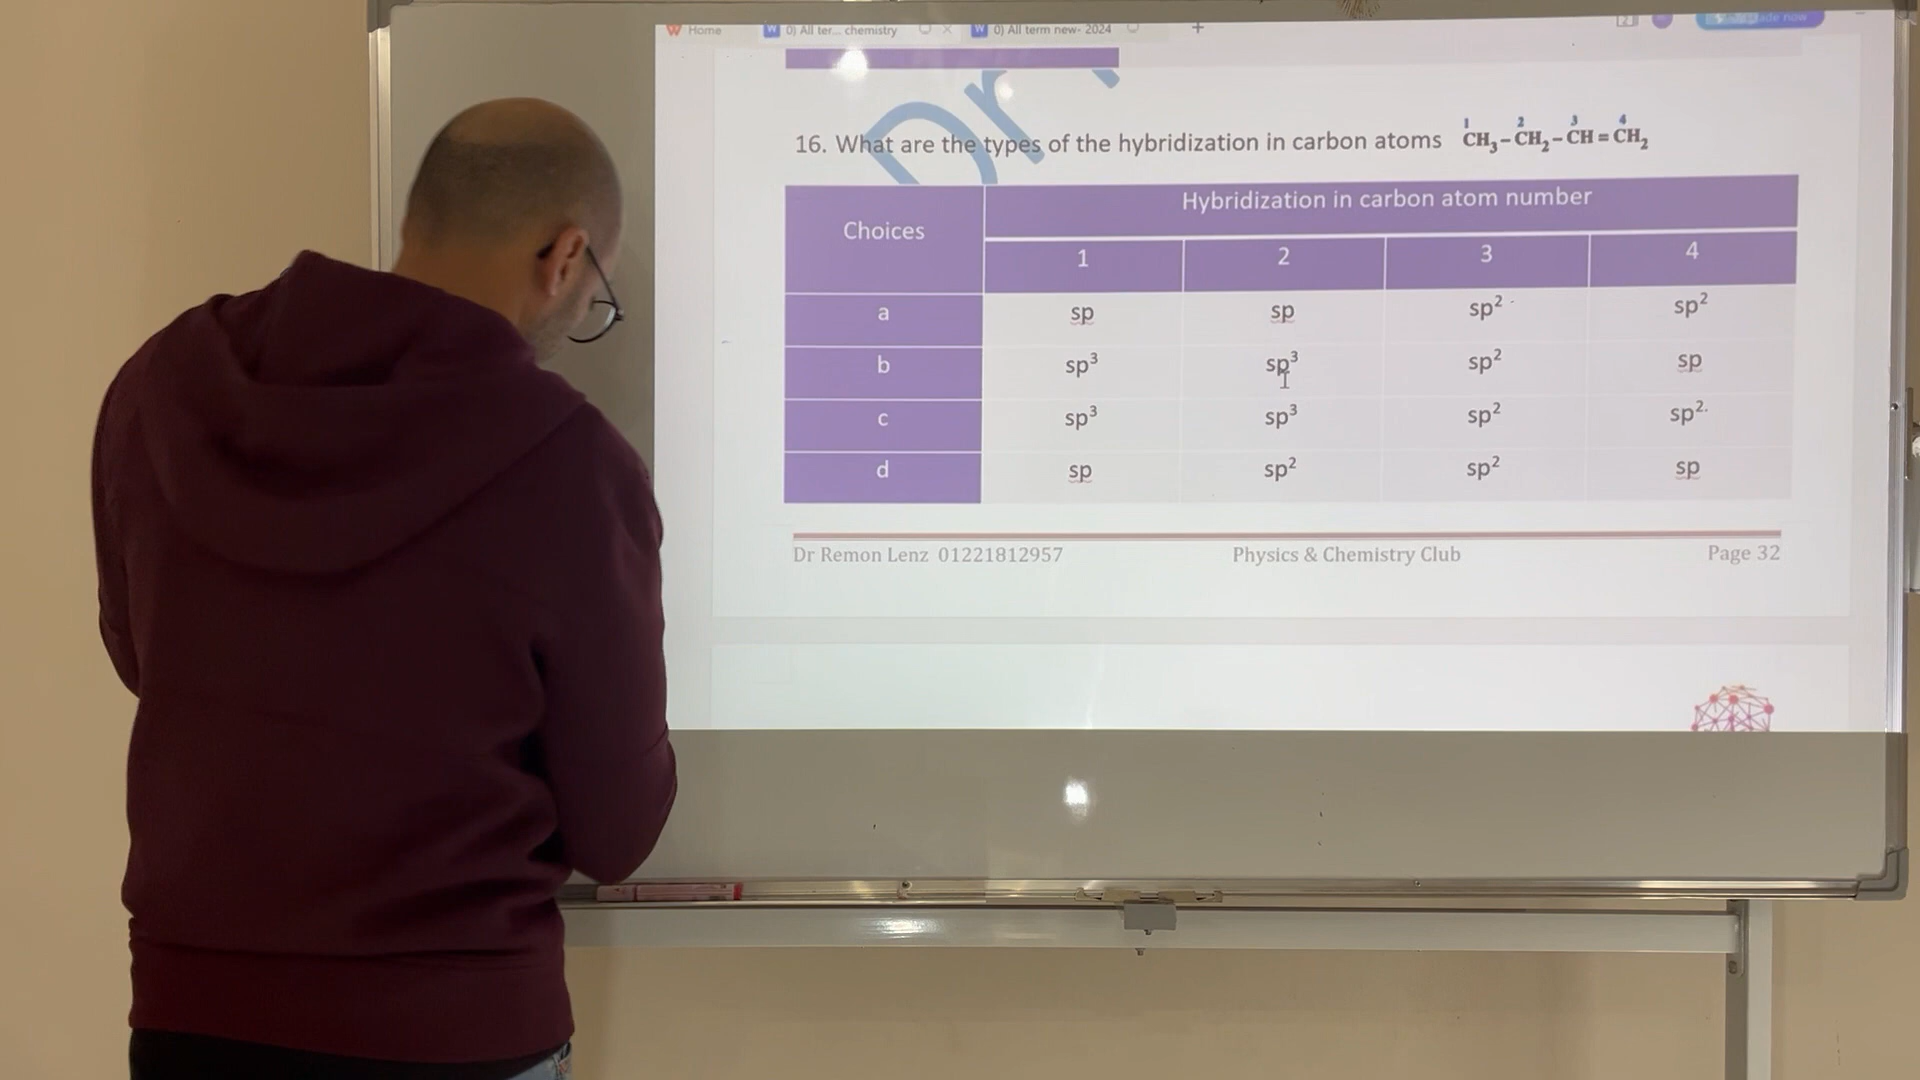 Home 0) All ter... chemistry 0) All term new- 2024 +
Dr
16. What are the types of the hybridization in carbon atoms CH₃-CH₂-CH=CH₂
1 2 3 4
Choices Hybridization in carbon atom number
1 2 3 4
a sp sp sp² sp²
b sp³ sp³ sp² sp
c sp³ sp³ sp² sp².
d sp sp² sp² sp
Dr Remon Lenz 01221812957 Physics & Chemistry Club Page 32